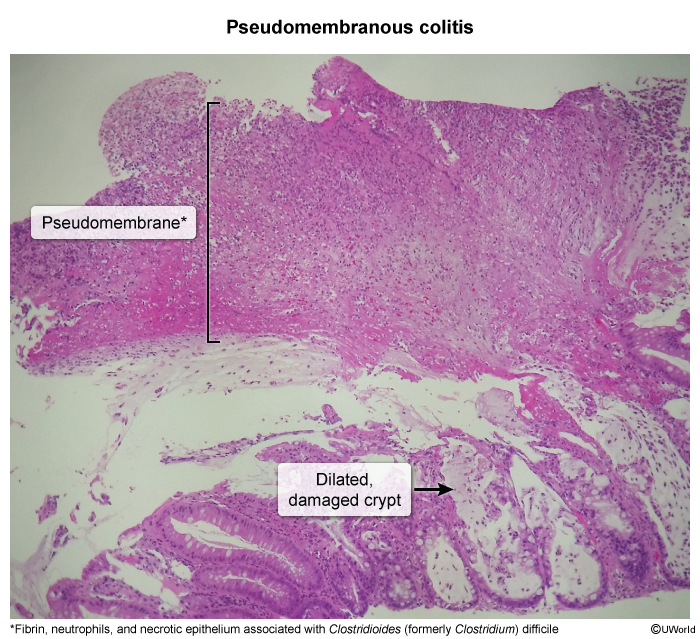 Pseudomembranous colitis
Pseudomembrane*
Dilated,
damaged crypt
*Fibrin, neutrophils, and necrotic epithelium associated with Clostridioides (formerly Clostridium) difficile
©UWorld